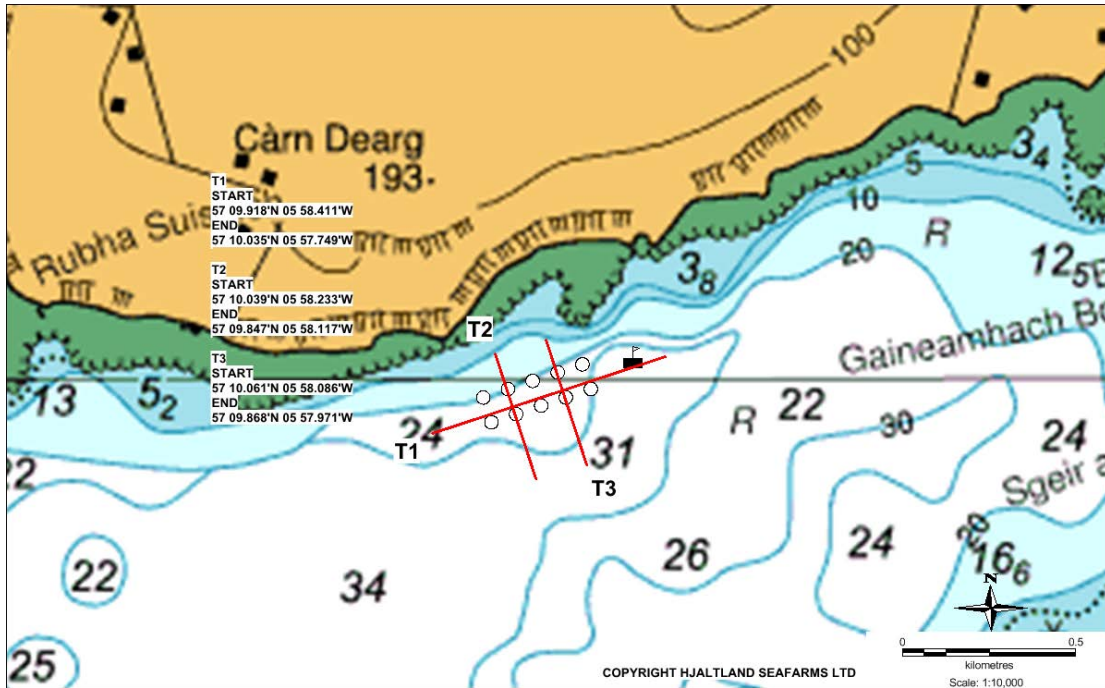 100
Càrn Dearg
193
T1
START
57 09.918'N 05 58.411'W
END
57 10.035'N 05 57.749'W
T2
START
57 10.039'N 05 58.233'W
END
57 09.847'N 05 58.117'W
T3
START
57 10.061'N 05 58.086'W
END
57 09.868'N 05 57.971'W
Rubha
3 4
5
10
R
20
12 5
3 8
T2
Gaineamhach
13
5 2
24
T1
31
T3
R
22
30
24
22
Sgeir
20
22
34
26
24
16 6
N
25
0 0.5
kilometres
COPYRIGHT HJALTLAND SEAFARMS LTD
Scale: 1:10,000